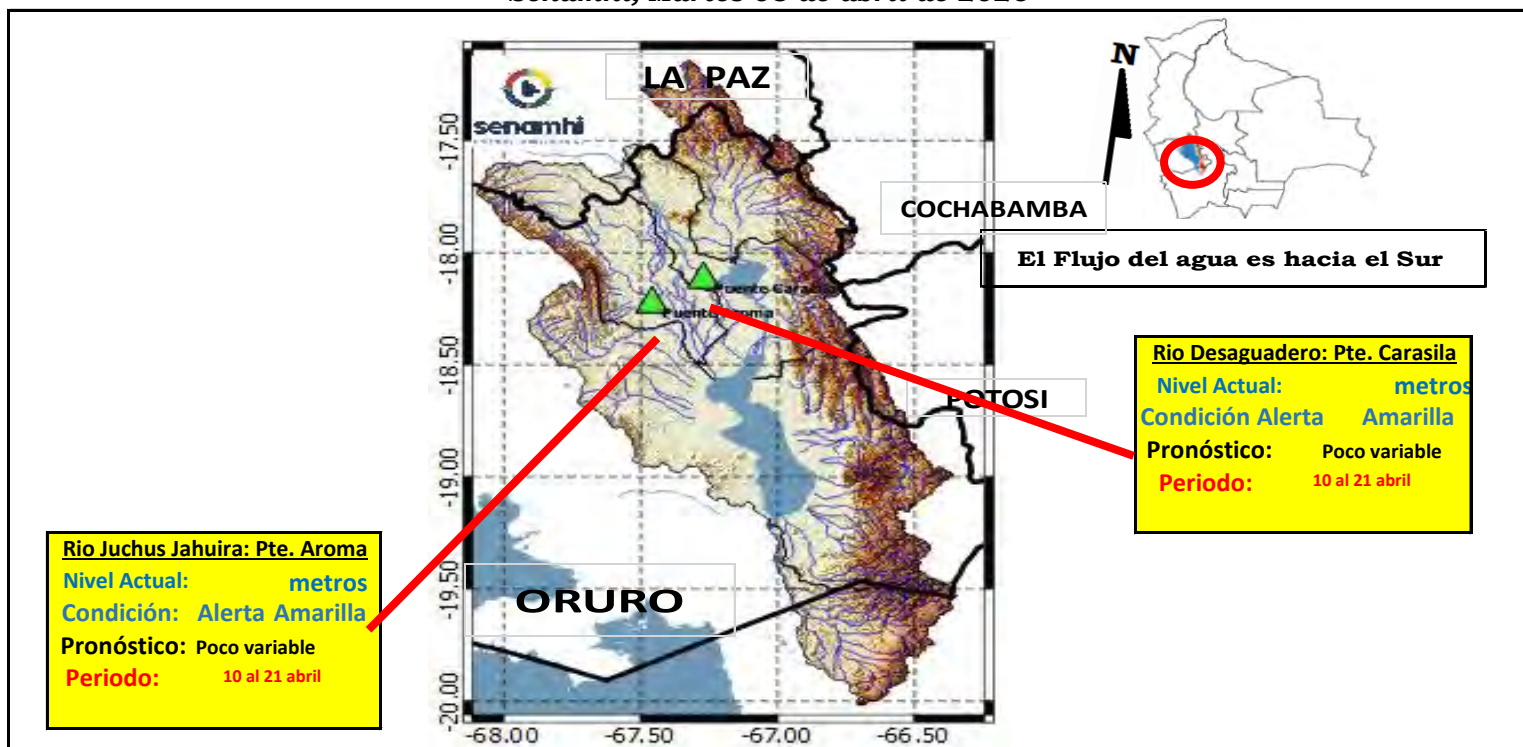 LA PAZ
senamhi
N
COCHABAMBA
El Flujo del agua es hacia el Sur
Puente
Puente Aroma
POTOSI
ORURO
Rio Desaguadero: Pte. Carasila
Nivel Actual: metros
Condición Alerta Amarilla
Pronóstico: Poco variable
Periodo: 10 al 21 abril
Rio Juchus Jahuira: Pte. Aroma
Nivel Actual: metros
Condición: Alerta Amarilla
Pronóstico: Poco variable
Periodo: 10 al 21 abril
-17.50
-18.00
-18.50
-19.00
-19.50
-20.00
-68.00 -67.50 -67.00 -66.50